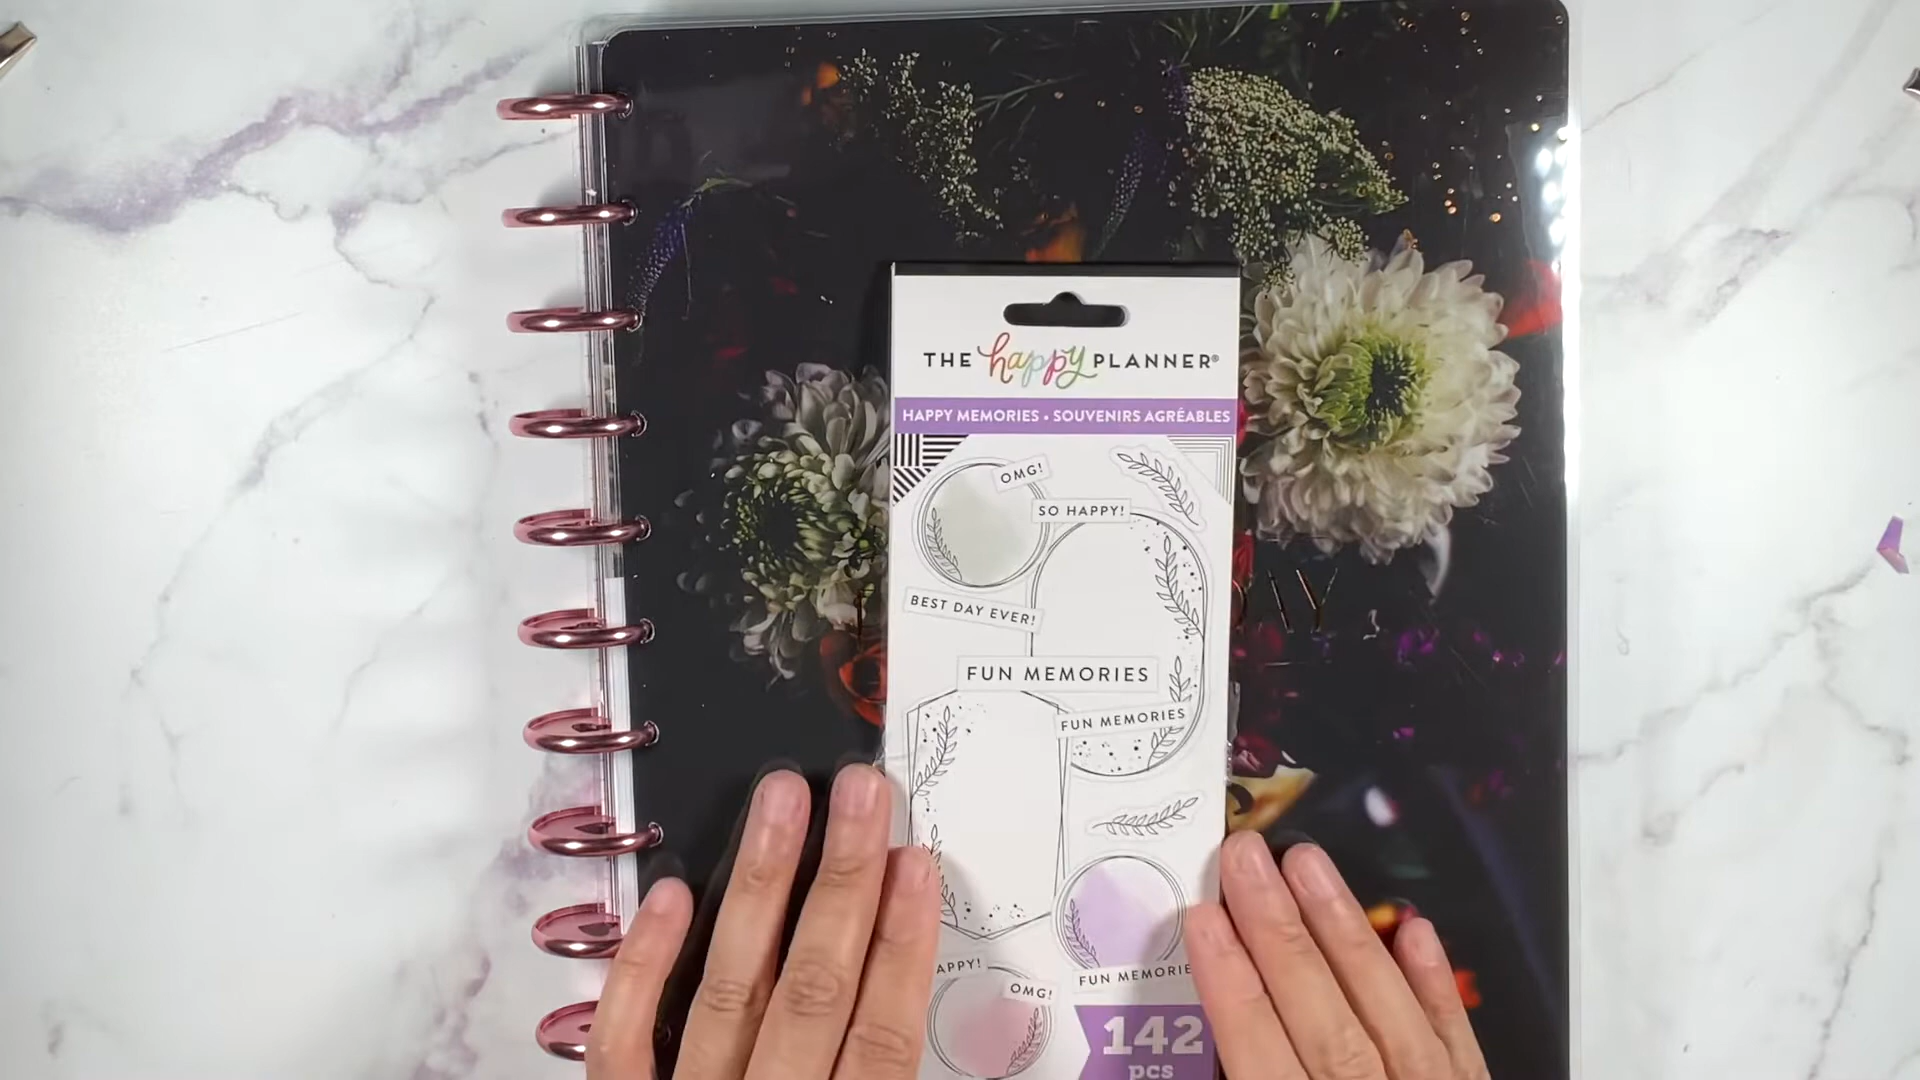 THE happy PLANNER®
HAPPY MEMORIES • SOUVENIRS AGRÉABLES
OMG!
SO HAPPY!
BEST DAY EVER!
FUN MEMORIES
FUN MEMORIES
APPY!
OMG!
FUN MEMORIE
142
pcs